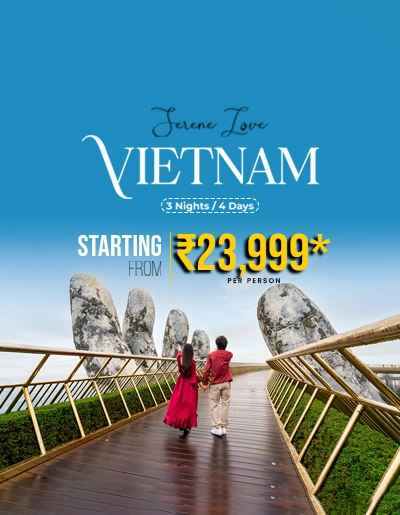 Serene Love
VIETNAM
3 Nights / 4 Days
STARTING
FROM
₹23,999*
PER PERSON